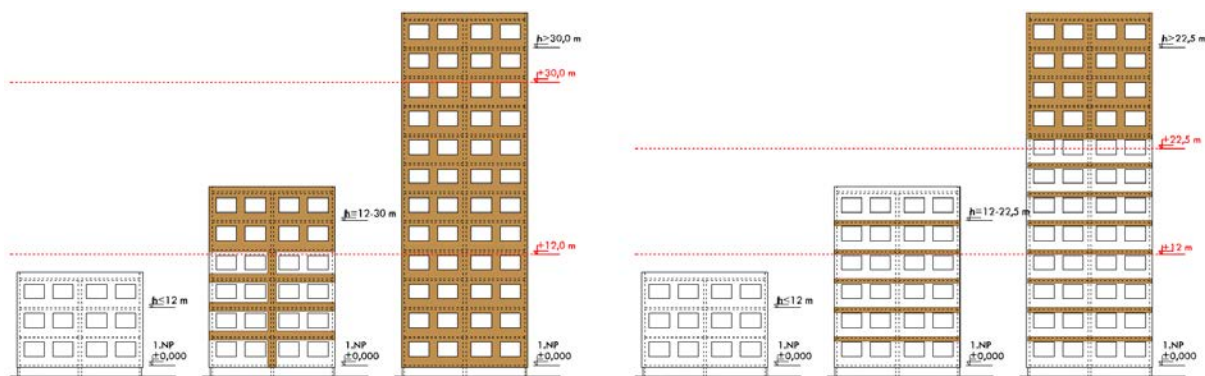 h>30,0 m
+30,0 m
h=12-30 m
+12,0 m
h≤12 m
1.NP
±0,000
1.NP
±0,000
1.NP
±0,000
h>22,5 m
+22,5 m
h=12-22,5 m
+12 m
h≤12 m
1.NP
±0,000
1.NP
±0,000
1.NP
±0,000